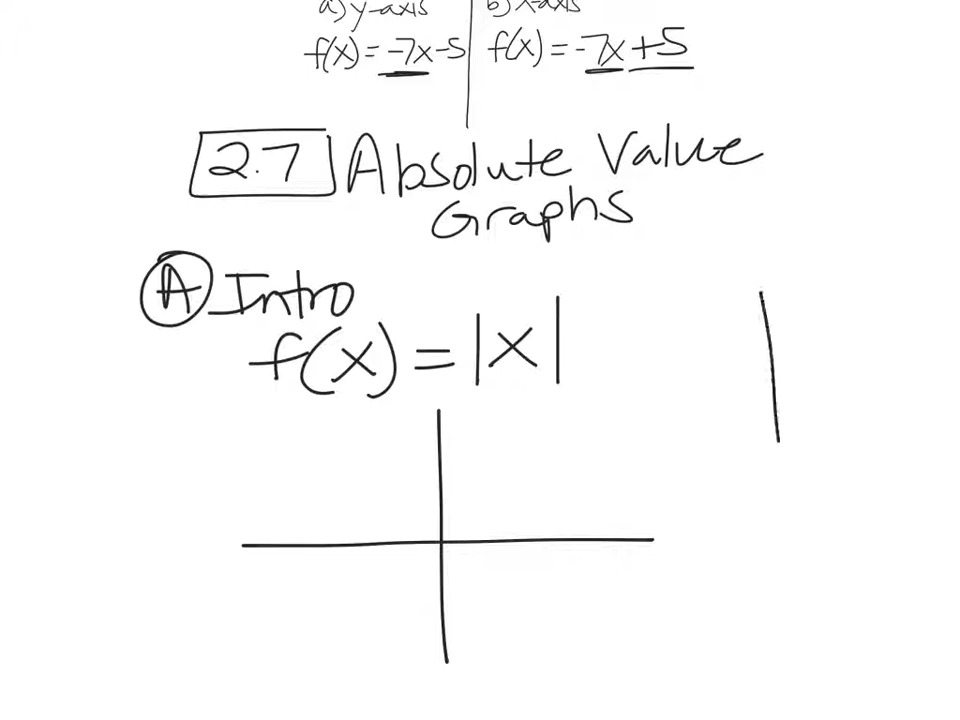 a) y-axis b) x-axis
f(x) = -7x-5 f(x) = -7x+5
2.7 Absolute Value
Graphs
A Intro
f(x) = |x|